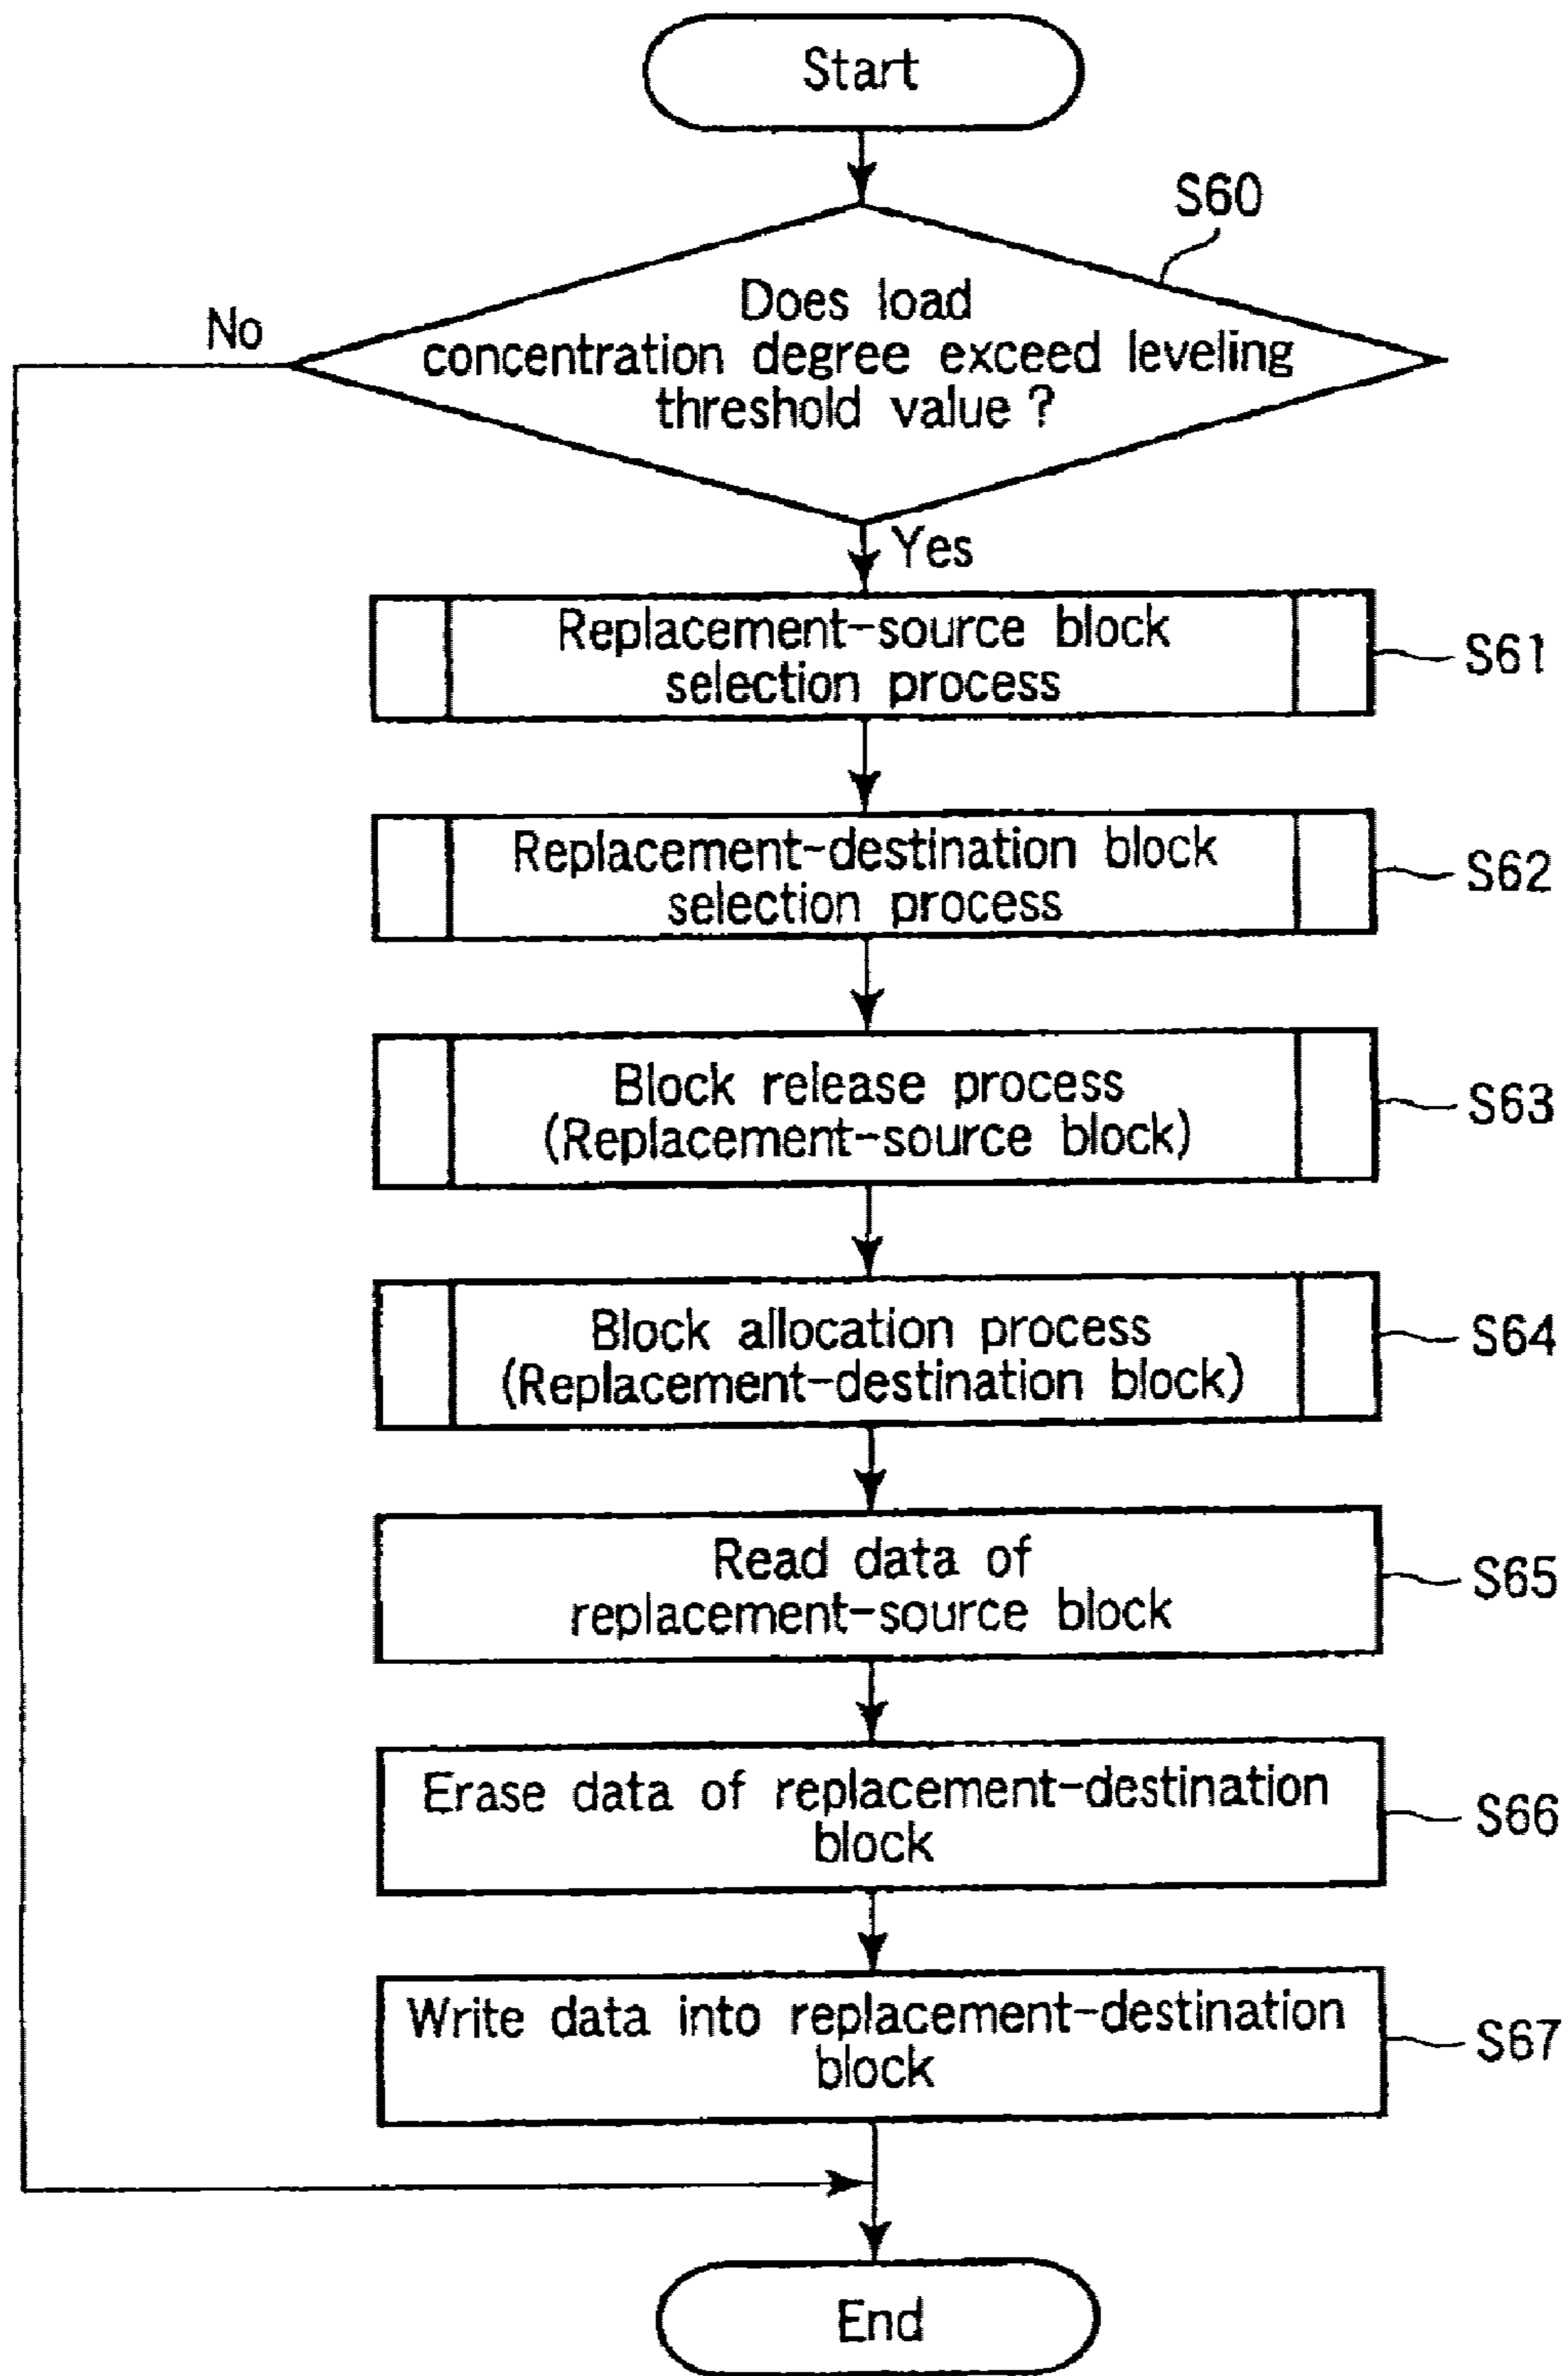 Start
S60
Does load
concentration degree exceed leveling
threshold value ?
No
Yes
Replacement-source block
selection process
S61
Replacement-destination block
selection process
S62
Block release process
(Replacement-source block)
S63
Block allocation process
(Replacement-destination block)
S64
Read data of
replacement-source block
S65
Erase data of replacement-destination
block
S66
Write data into replacement-destination
block
S67
End